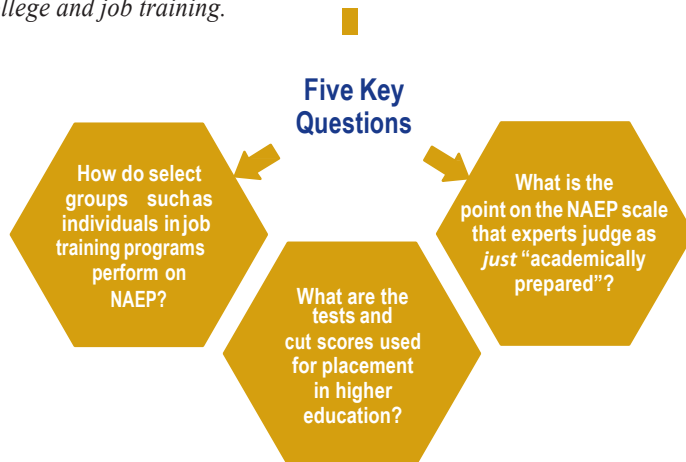 llege and job training.
Five Key
Questions
How do select
groups such as
individuals in job
training programs
perform on
NAEP?
What are the
tests and
cut scores used
for placement
in higher
education?
What is the
point on the NAEP scale
that experts judge as
just “academically
prepared”?